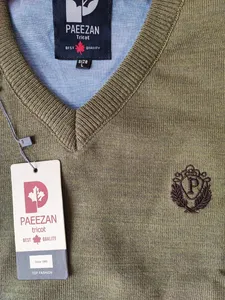 PAEEZAN
Tricot
BEST QUALITY
SIZE
L
P
PAEEZAN
tricot
BEST QUALITY
P